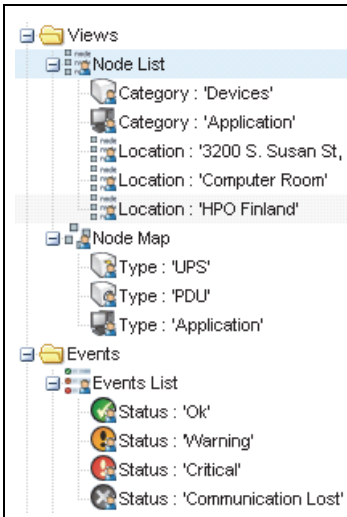 Views
Node List
Category : 'Devices'
Category : 'Application'
Location : '3200 S. Susan St,
Location : 'Computer Room'
Location : 'HPO Finland'
Node Map
Type : 'UPS'
Type : 'PDU'
Type : 'Application'
Events
Events List
Status : 'Ok'
Status : 'Warning'
Status : 'Critical'
Status : 'Communication Lost'